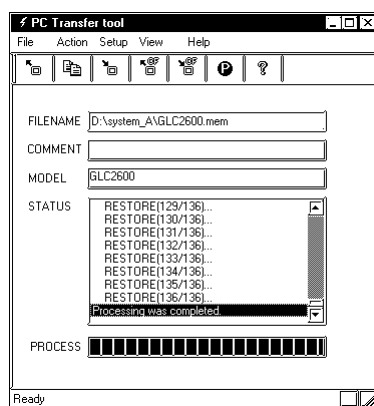 PC Transfer tool
File Action Setup View Help
P ?
FILENAME D:\system_A\GLC2600.mem
COMMENT
MODEL GLC2600
STATUS RESTORE(129/136)...
RESTORE(130/136)...
RESTORE(131/136)...
RESTORE(132/136)...
RESTORE(133/136)...
RESTORE(134/136)...
RESTORE(135/136)...
RESTORE(136/136)...
Processing was completed.
PROCESS
Ready